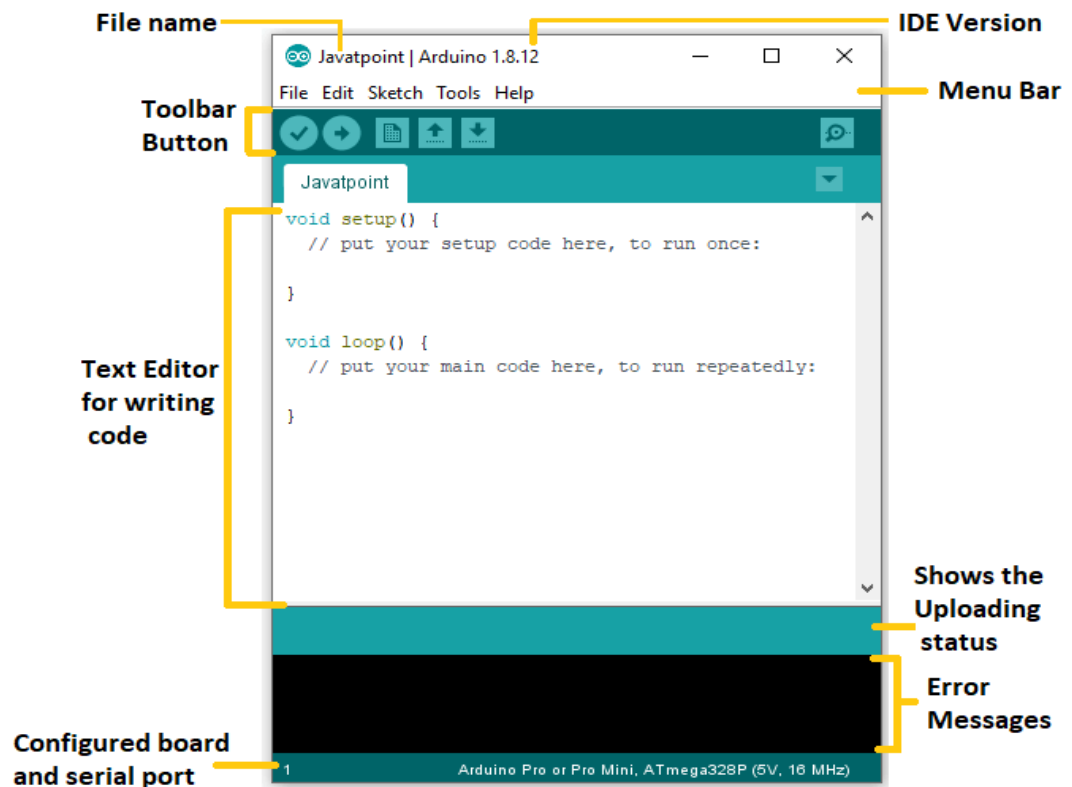 File name
IDE Version
Javatpoint | Arduino 1.8.12
File Edit Sketch Tools Help
Menu Bar
Toolbar
Button
Javatpoint
void setup() {
// put your setup code here, to run once:
}
void loop() {
// put your main code here, to run repeatedly:
}
Text Editor
for writing
code
Shows the
Uploading
status
Error
Messages
Configured board
and serial port
1
Arduino Pro or Pro Mini, ATmega328P (5V, 16 MHz)